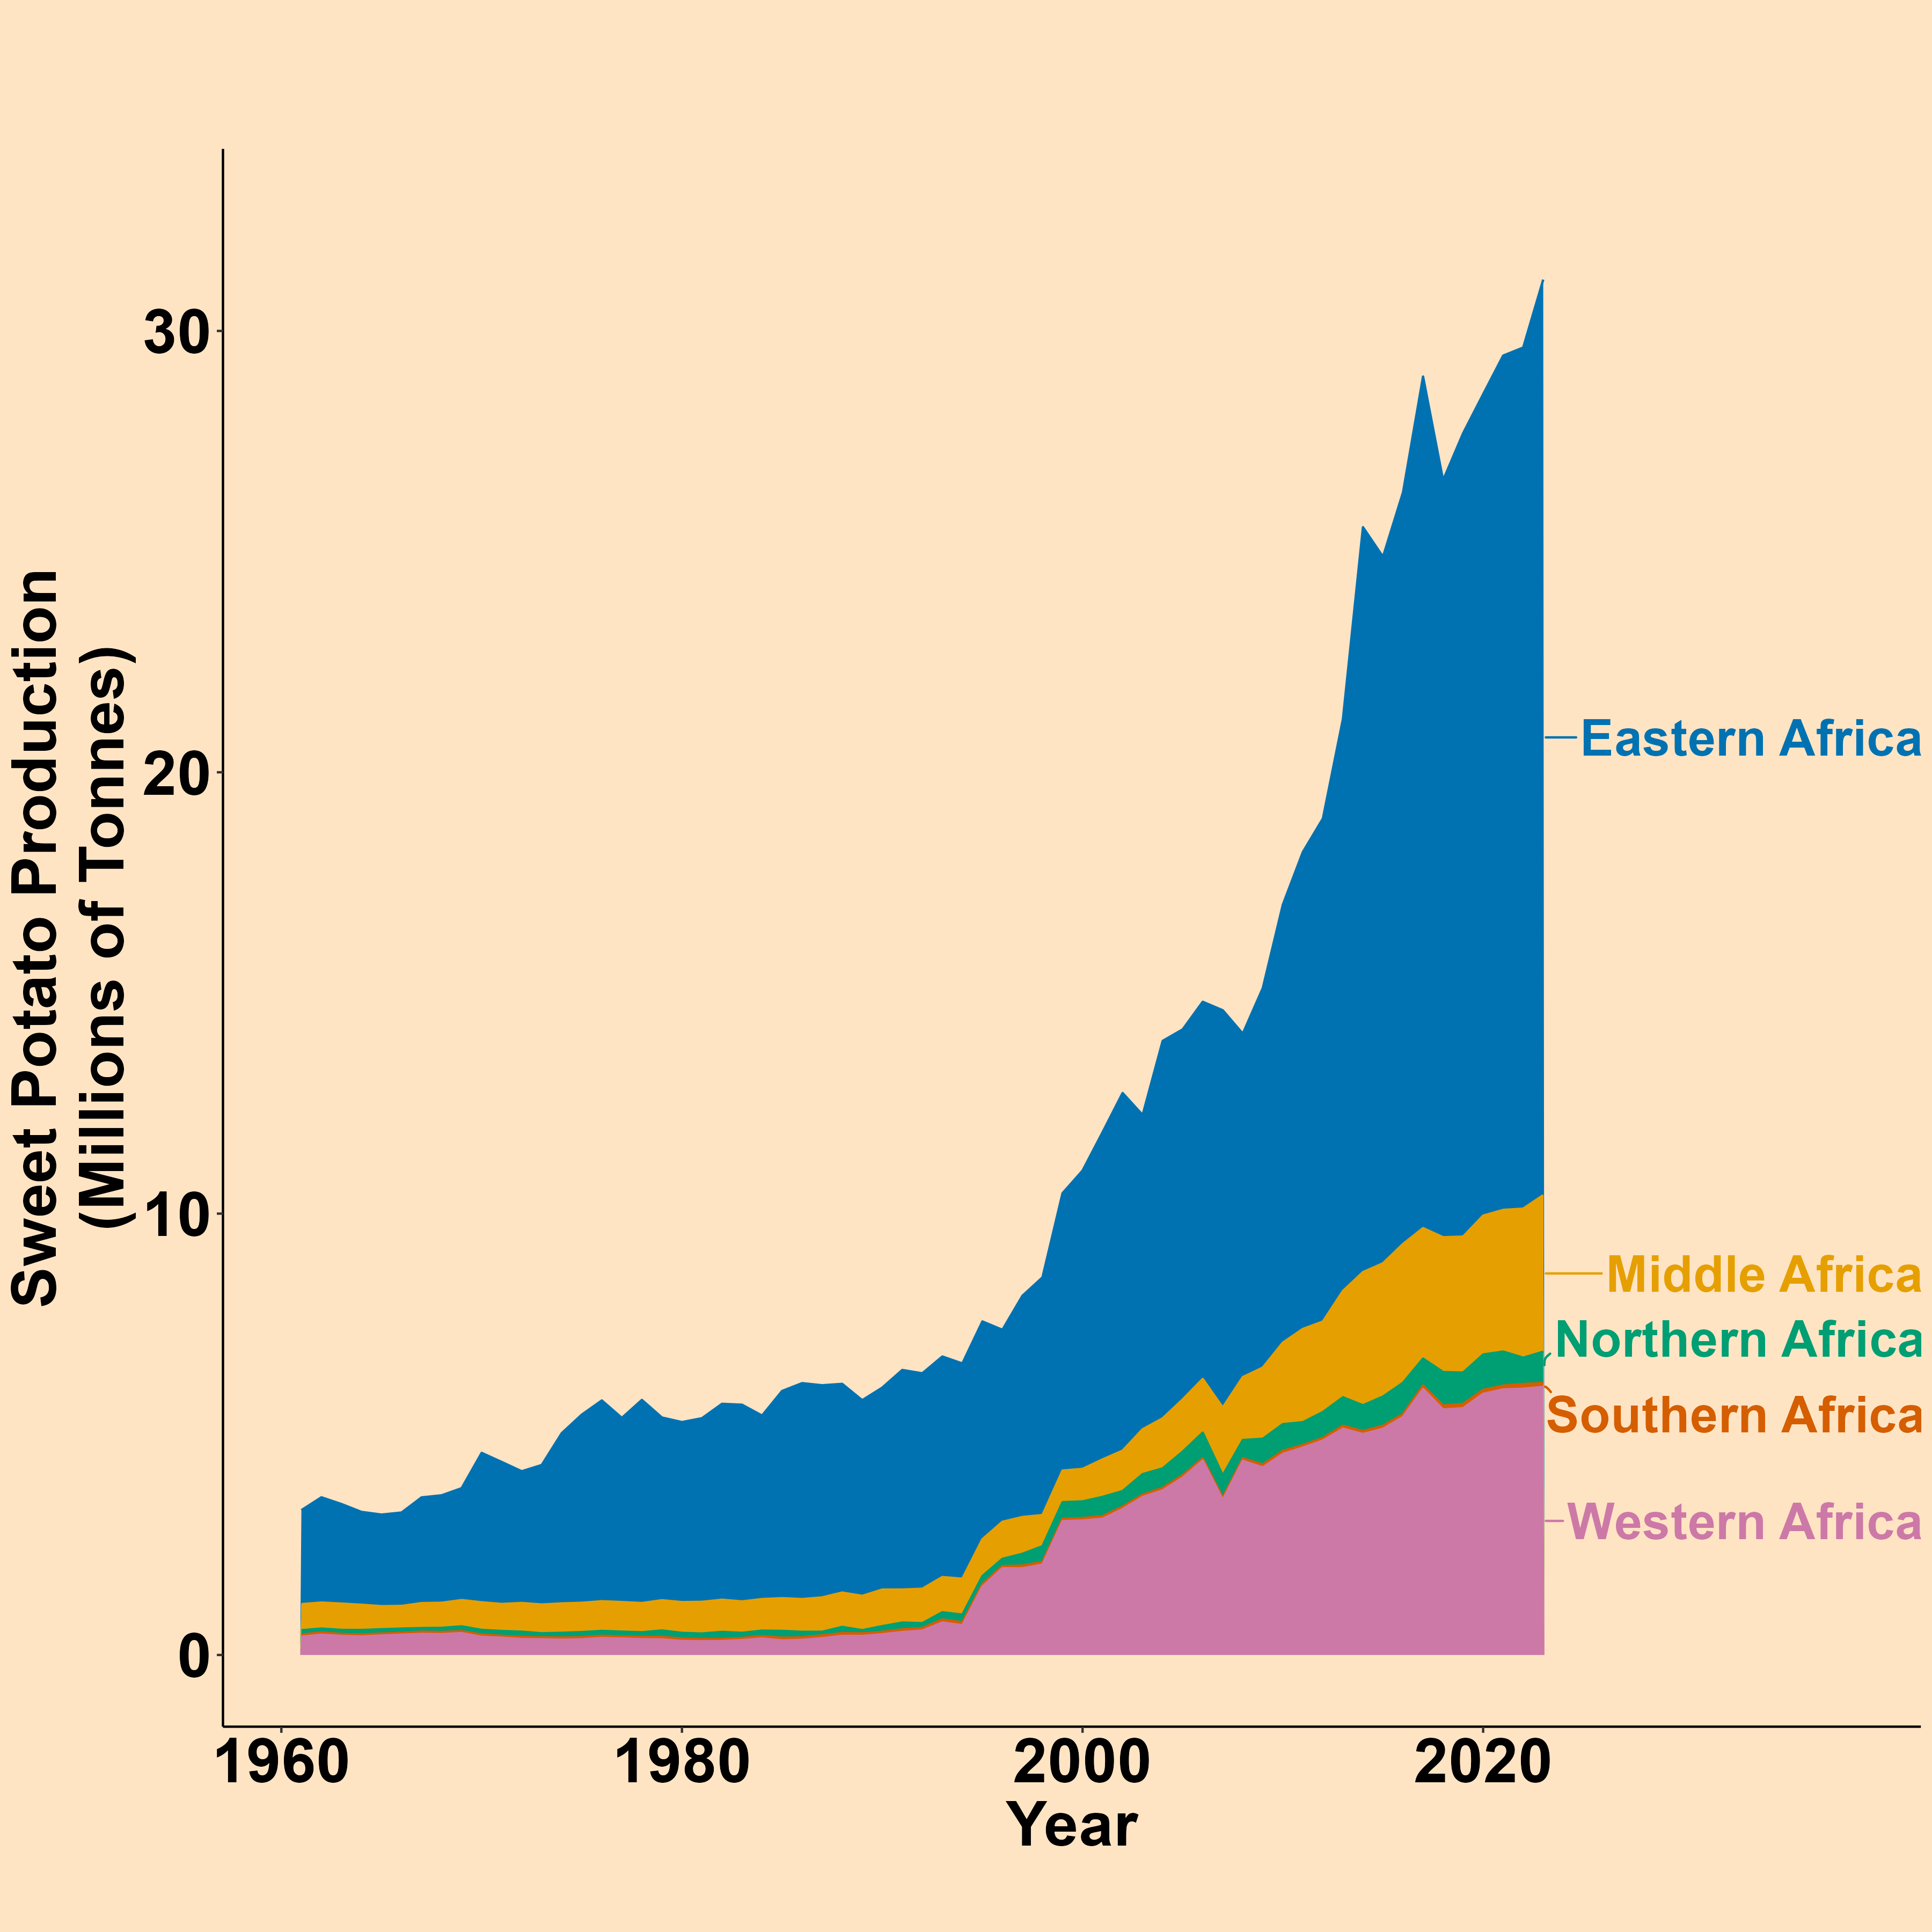 Sweet Potato Production
(Millions of Tonnes)
30
20
10
0
1960
1980
2000
2020
Year
Eastern Africa
Middle Africa
Northern Africa
Southern Africa
Western Africa